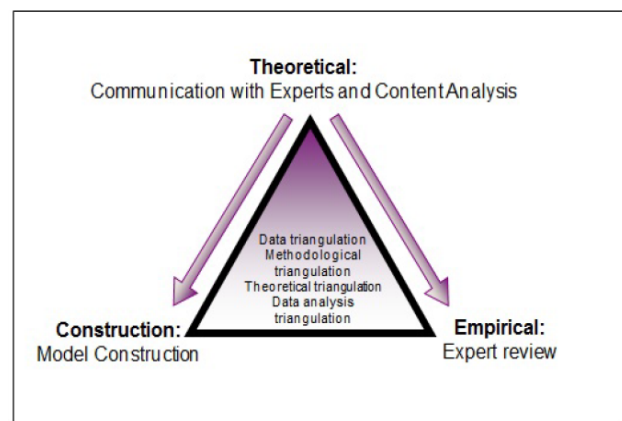 Theoretical:
Communication with Experts and Content Analysis
Data triangulation
Methodological
triangulation
Theoretical triangulation
Data analysis
triangulation
Construction:
Model Construction
Empirical:
Expert review